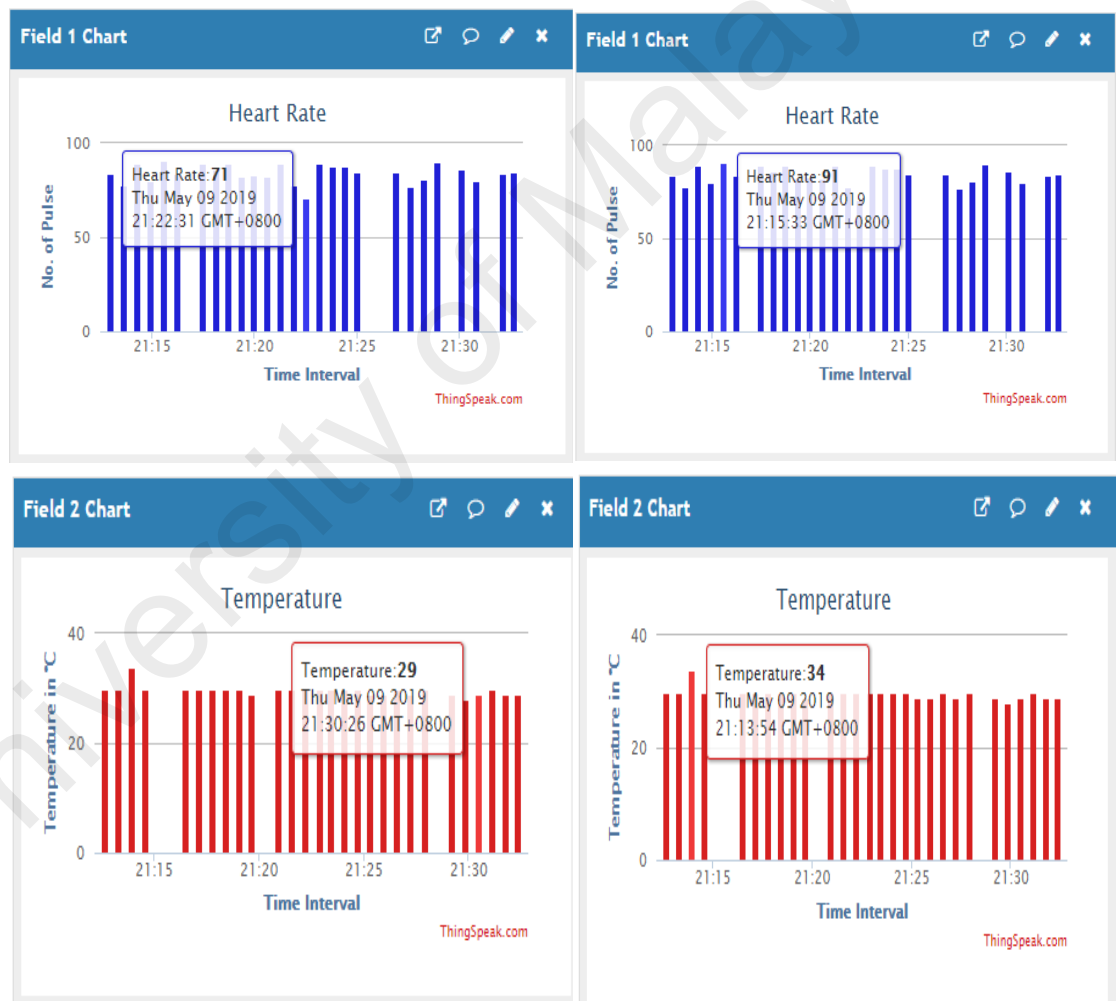 Field 1 Chart
Heart Rate
100
50
0
No. of Pulse
Heart Rate:71
Thu May 09 2019
21:22:31 GMT+0800
21:15
21:20
21:25
21:30
Time Interval
ThingSpeak.com
Field 1 Chart
Heart Rate
100
50
0
No. of Pulse
Heart Rate:91
Thu May 09 2019
21:15:33 GMT+0800
21:15
21:20
21:25
21:30
Time Interval
ThingSpeak.com
Field 2 Chart
Temperature
40
20
0
Temperature in °C
Temperature:29
Thu May 09 2019
21:30:26 GMT+0800
21:15
21:20
21:25
21:30
Time Interval
ThingSpeak.com
Field 2 Chart
Temperature
40
20
0
Temperature in °C
Temperature:34
Thu May 09 2019
21:13:54 GMT+0800
21:15
21:20
21:25
21:30
Time Interval
ThingSpeak.com
niversity of Malay